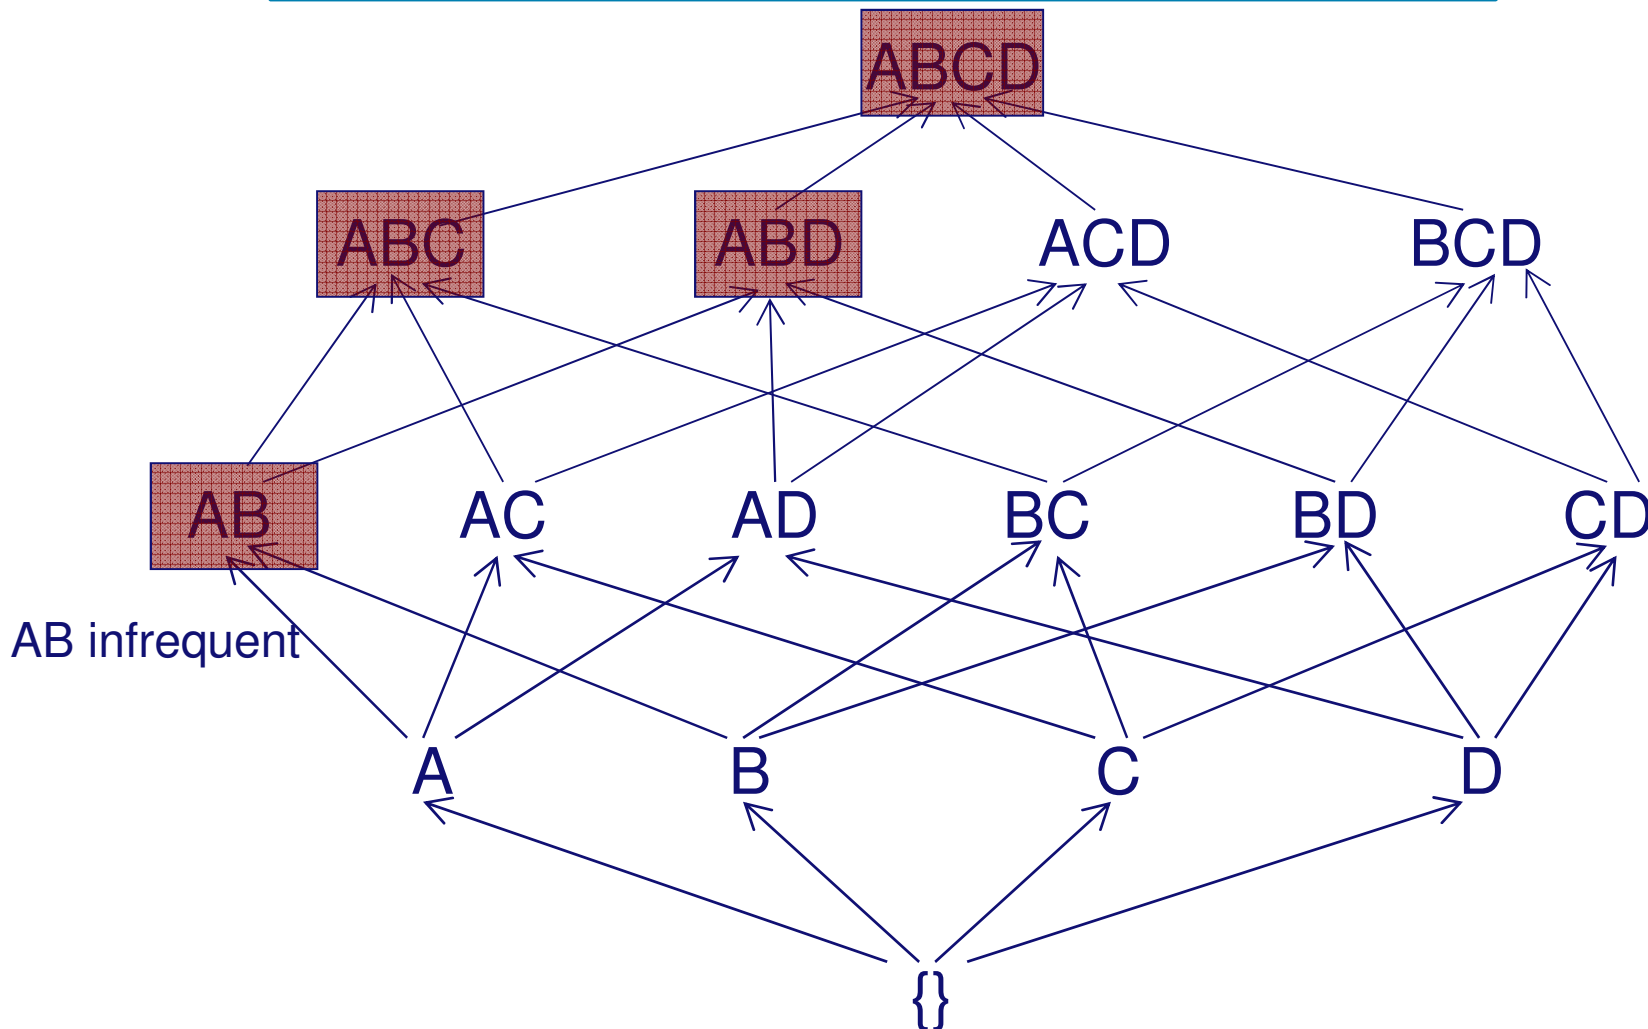 ABCD
ABC ABD ACD BCD
AB AC AD BC BD CD
AB infrequent
A B C D
{}